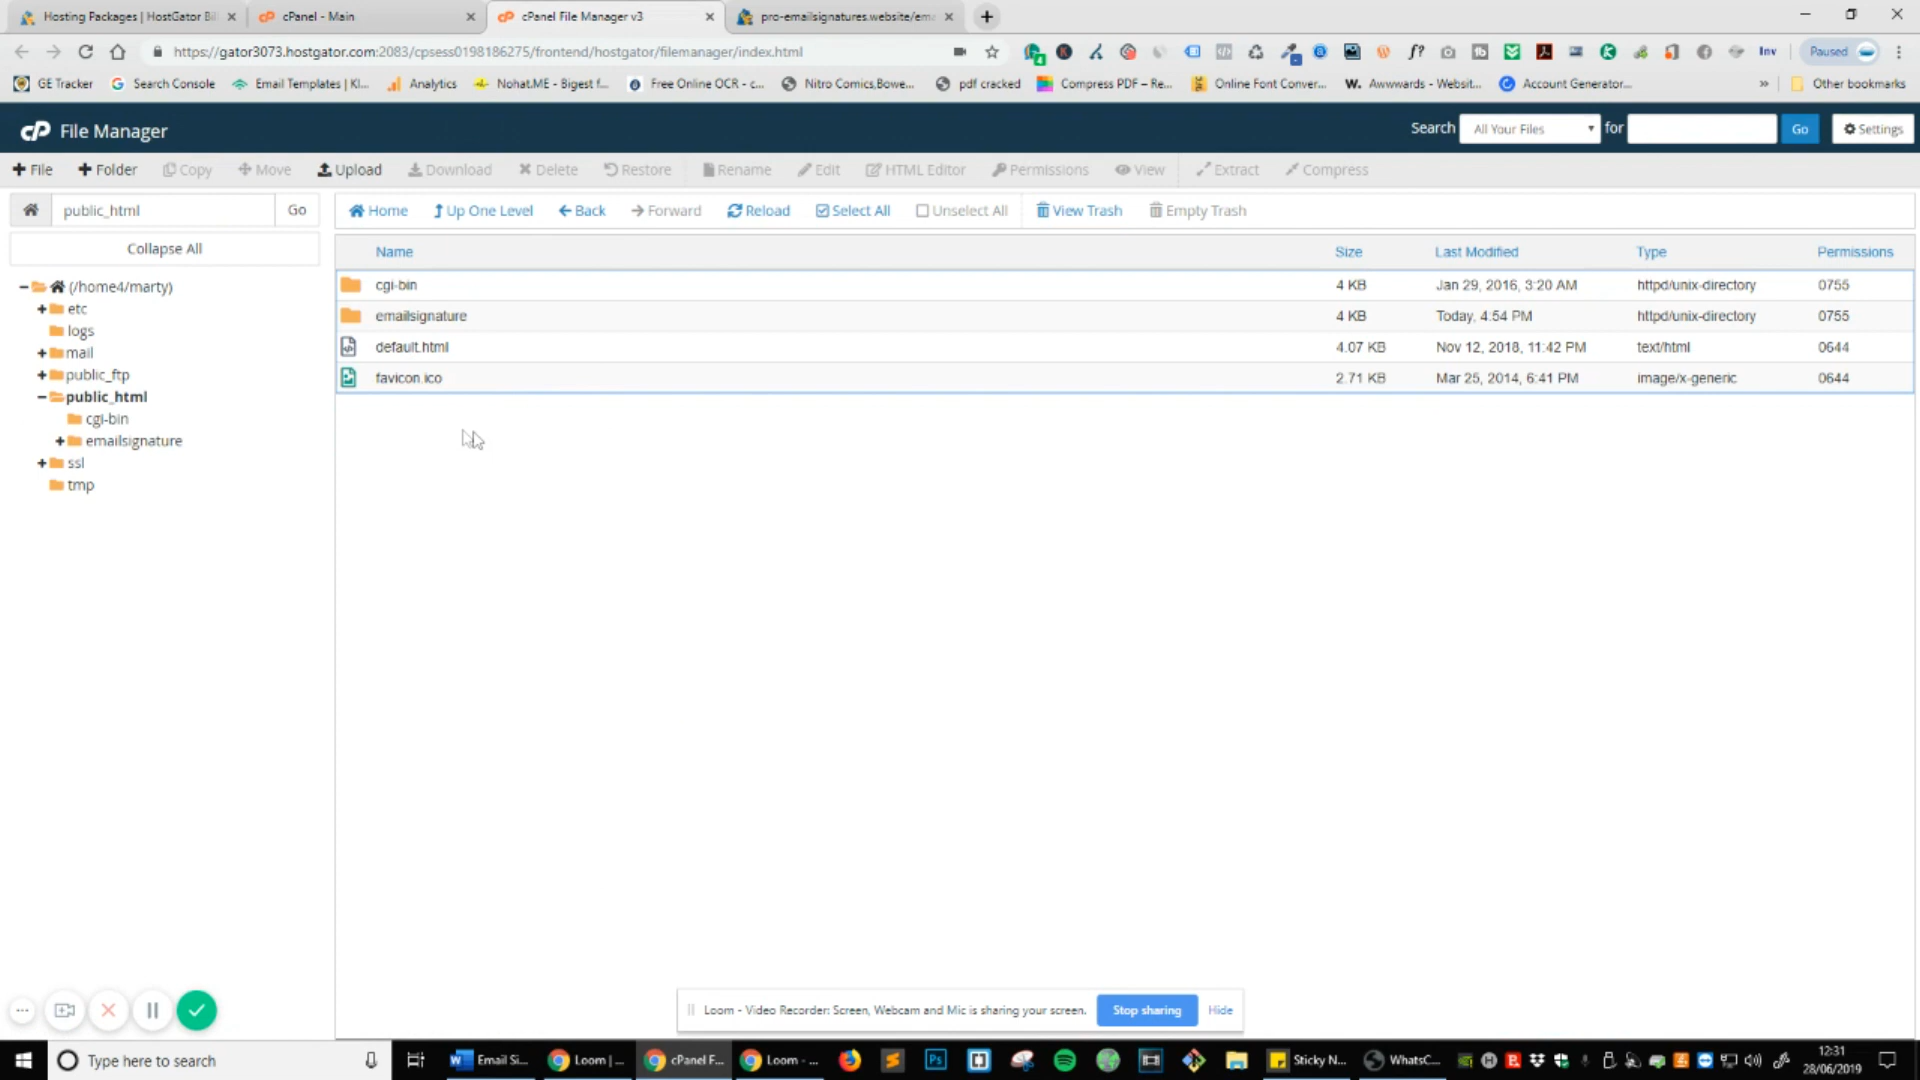 Hosting Packages | HostGator Bil
cPanel - Main
cPanel File Manager v3
pro-emailsignatures.website/ema
https://gator3073.hostgator.com:2083/cpsess0198186275/frontend/hostgator/filemanager/index.html
Paused
GE Tracker
Search Console
Email Templates | Kl...
Analytics
Nohat.ME - Bigest f...
Free Online OCR - c...
Nitro Comics,Bowe...
pdf cracked
Compress PDF – Re...
Online Font Conver...
W. Awwwards - Websit...
Account Generator...
»
Other bookmarks
cP File Manager
Search All Your Files for Go Settings
File Folder Copy Move Upload Download Delete Restore Rename Edit HTML Editor Permissions View Extract Compress
public_html Go
Home Up One Level Back Forward Reload Select All Unselect All View Trash Empty Trash
Collapse All
(/home4/marty)
etc
logs
mail
public_ftp
public_html
cgi-bin
emailsignature
ssl
tmp
Name Size Last Modified Type Permissions
cgi-bin 4 KB Jan 29, 2016, 3:20 AM httpd/unix-directory 0755
emailsignature 4 KB Today, 4:54 PM httpd/unix-directory 0755
default.html 4.07 KB Nov 12, 2018, 11:42 PM text/html 0644
favicon.ico 2.71 KB Mar 25, 2014, 6:41 PM image/x-generic 0644
Loom - Video Recorder: Screen, Webcam and Mic is sharing your screen. Stop sharing Hide
Type here to search
Email Si...
Loom | ...
cPanel F...
Loom - ...
Ps
Sticky N...
WhatsC...
12:31
28/06/2019